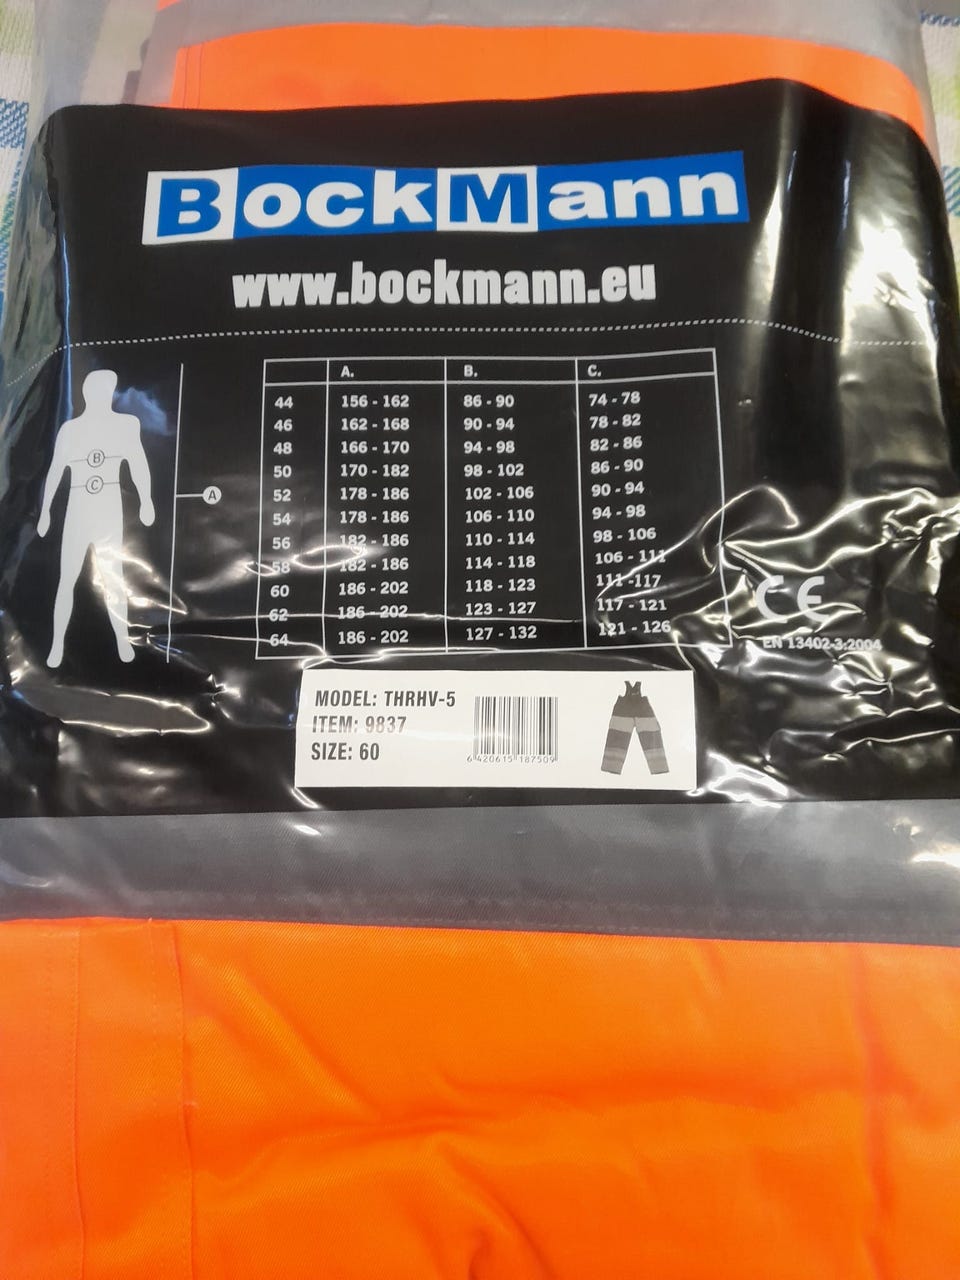 BockMann
www.bockmann.eu
A. B. C.
44 156 - 162 86 - 90 74 - 78
46 162 - 168 90 - 94 78 - 82
48 166 - 170 94 - 98 82 - 86
50 170 - 182 98 - 102 86 - 90
52 178 - 186 102 - 106 90 - 94
54 178 - 186 106 - 110 94 - 98
56 182 - 186 110 - 114 98 - 106
58 182 - 186 114 - 118 106 - 111
60 186 - 202 118 - 123 111 -117
62 186 - 202 123 - 127 117 - 121
64 186 - 202 127 - 132 121 - 126
B
C
A
CE
EN 13402-3:2004
MODEL: THRHV-5
ITEM: 9837
SIZE: 60
6 420615 187509